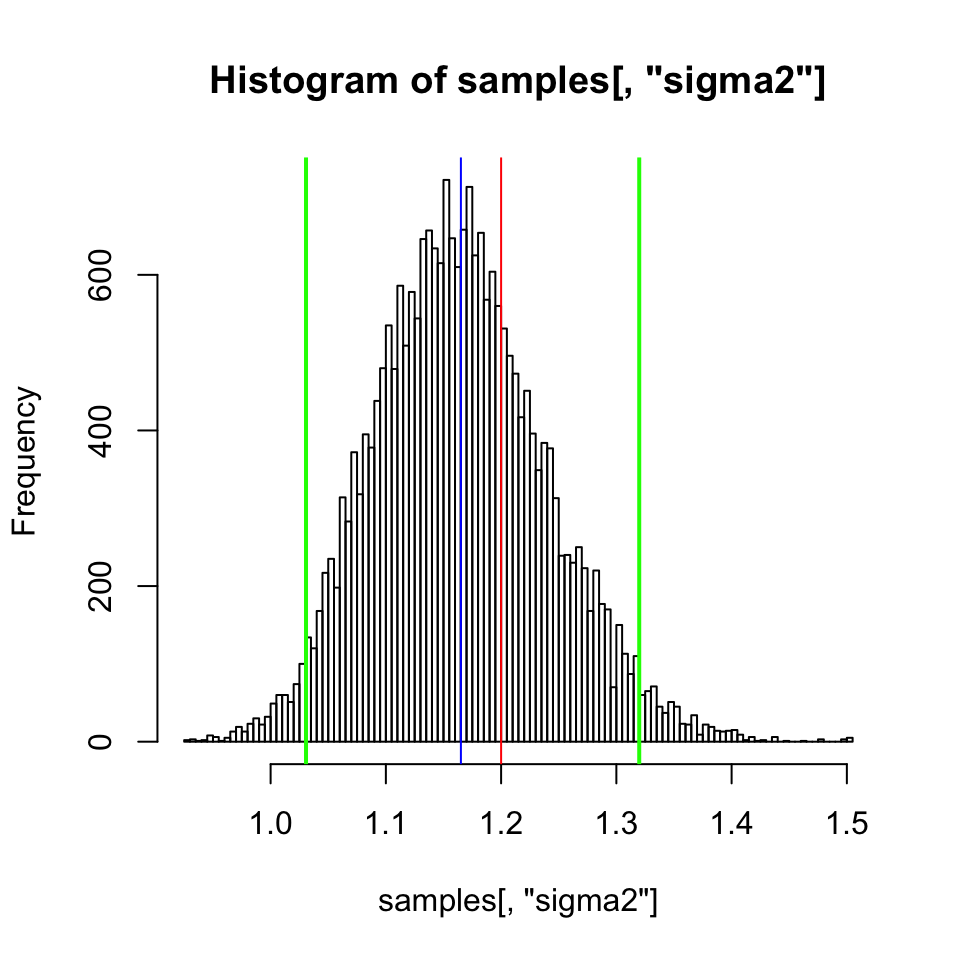 Histogram of samples[, "sigma2"]
Frequency
600
400
200
0
1.0 1.1 1.2 1.3 1.4 1.5
samples[, "sigma2"]